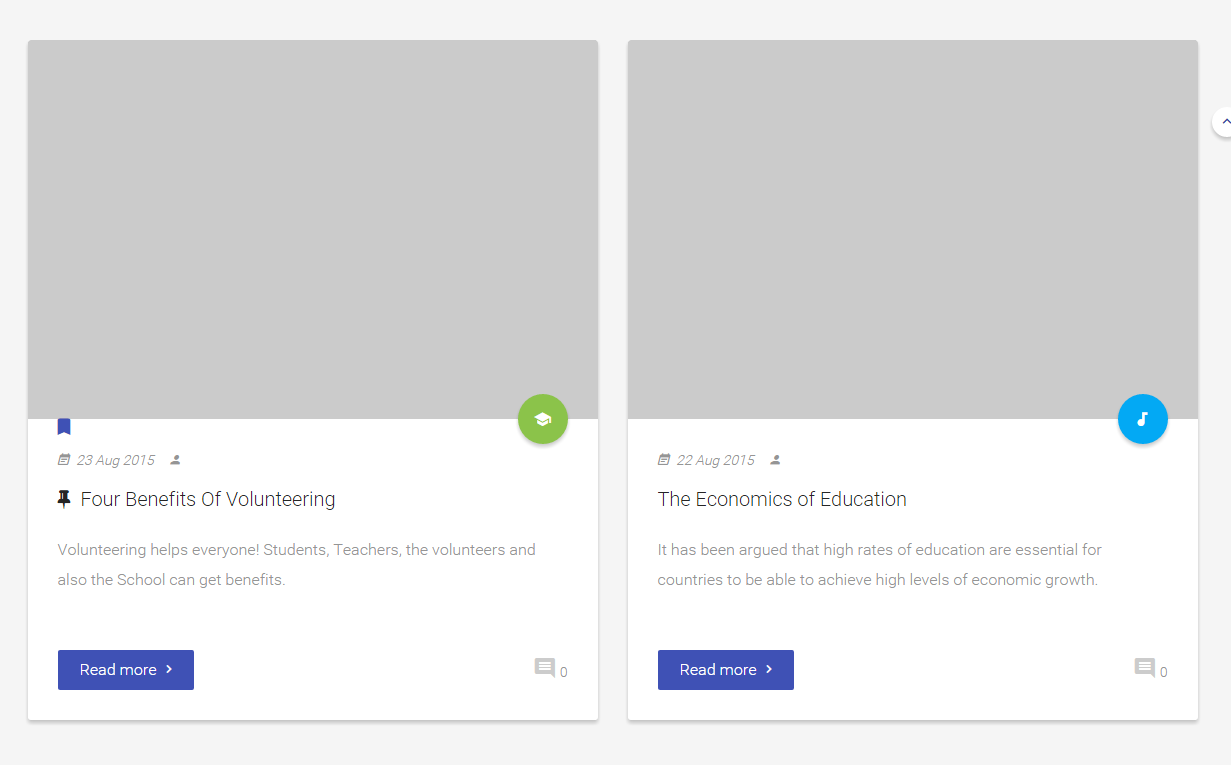 23 Aug 2015
Four Benefits Of Volunteering
Volunteering helps everyone! Students, Teachers, the volunteers and
also the School can get benefits.
Read more
0
22 Aug 2015
The Economics of Education
It has been argued that high rates of education are essential for
countries to be able to achieve high levels of economic growth.
Read more
0